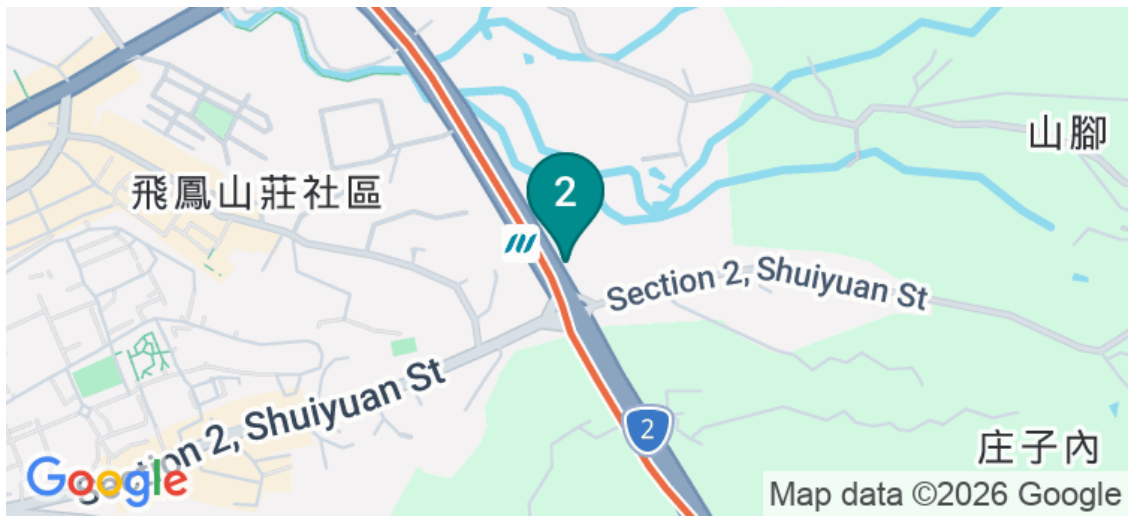 山腳
2
飛鳳山莊社區
Section 2, Shuiyuan St
Section 2, Shuiyuan St
2
庄子內
Google
Map data ©2026 Google